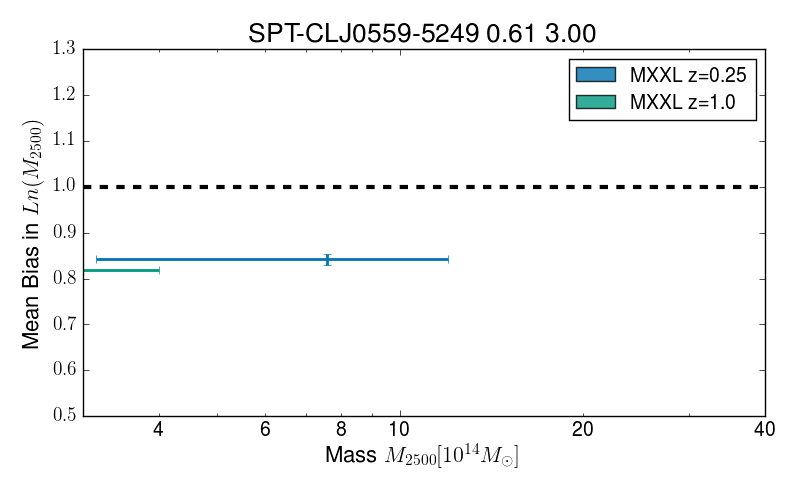 SPT-CLJ0559-5249 0.61 3.00
1.3
1.2
1.1
1.0
0.9
0.8
0.7
0.6
0.5
Mean Bias in Ln(M₂₅₀₀)
MXXL z=0.25
MXXL z=1.0
4 6 8 10 20 40
Mass M₂₅₀₀[10¹⁴M☉]